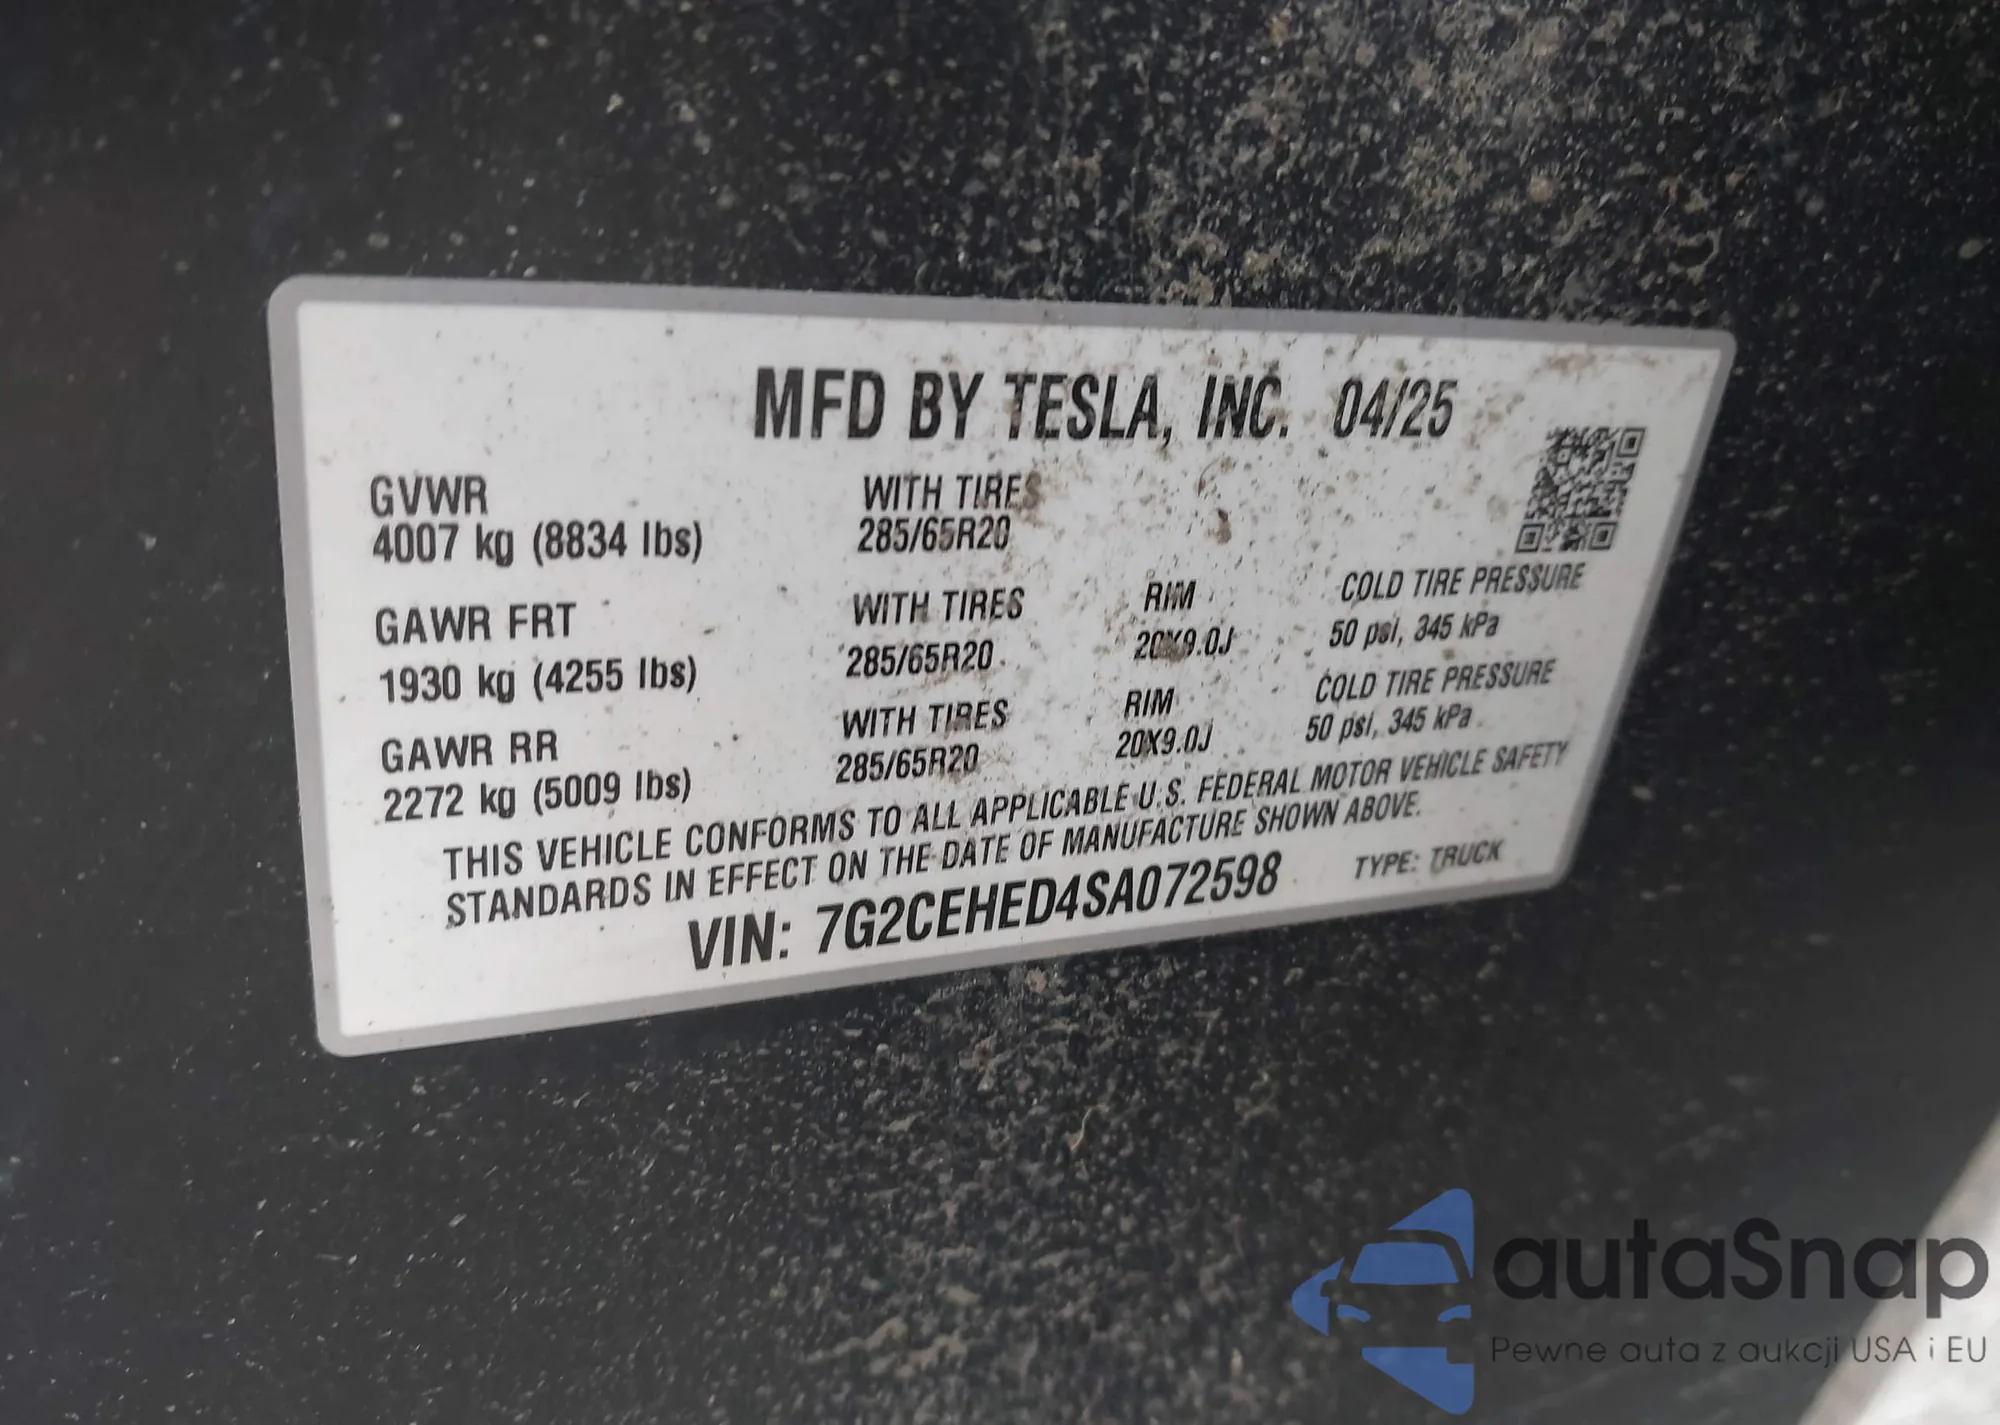 MFD BY TESLA, INC. 04/25
GVWR WITH TIRES
4007 kg (8834 lbs) 285/65R20
GAWR FRT WITH TIRES RIM COLD TIRE PRESSURE
1930 kg (4255 lbs) 285/65R20 20X9.0J 50 psi, 345 kPa
GAWR RR WITH TIRES RIM COLD TIRE PRESSURE
2272 kg (5009 lbs) 285/65R20 20X9.0J 50 psi, 345 kPa
THIS VEHICLE CONFORMS TO ALL APPLICABLE U.S. FEDERAL MOTOR VEHICLE SAFETY
STANDARDS IN EFFECT ON THE DATE OF MANUFACTURE SHOWN ABOVE.
VIN: 7G2CEHED4SA072598 TYPE: TRUCK
autaSnap
Pewne auta z aukcji USA i EU